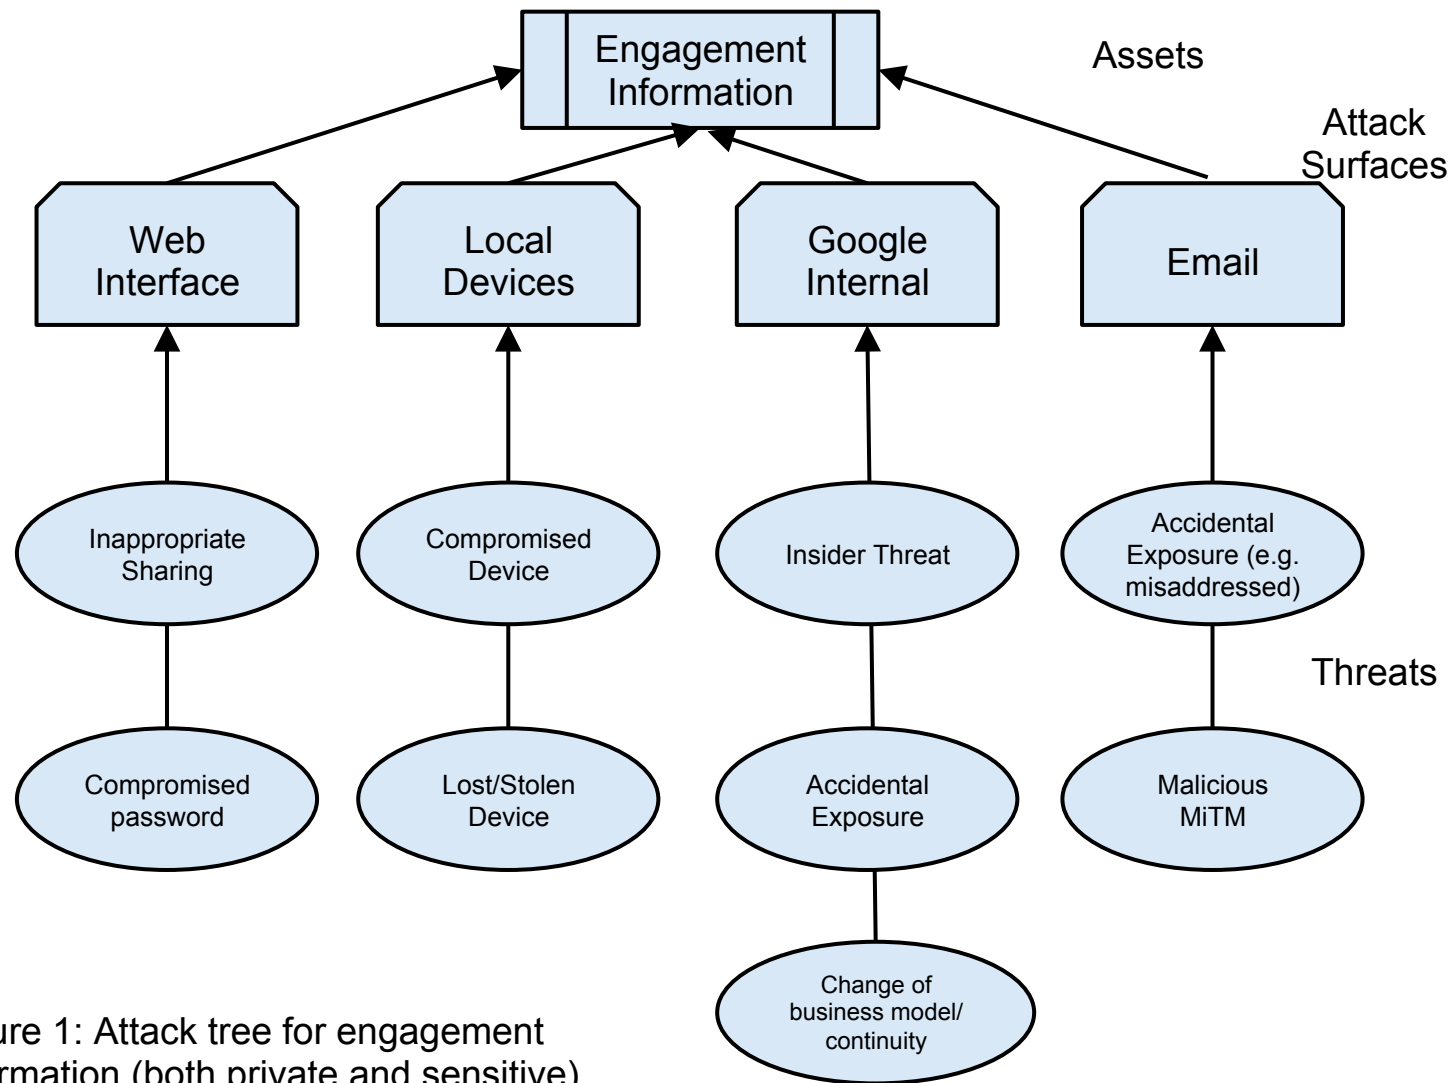 Engagement
Information
Assets
Attack
Surfaces
Web
Interface
Local
Devices
Google
Internal
Email
Inappropriate
Sharing
Compromised
Device
Insider Threat
Accidental
Exposure (e.g.
misaddressed)
Threats
Compromised
password
Lost/Stolen
Device
Accidental
Exposure
Malicious
MiTM
Change of
business model/
continuity
ure 1: Attack tree for engagement
rmation (both private and sensitive)